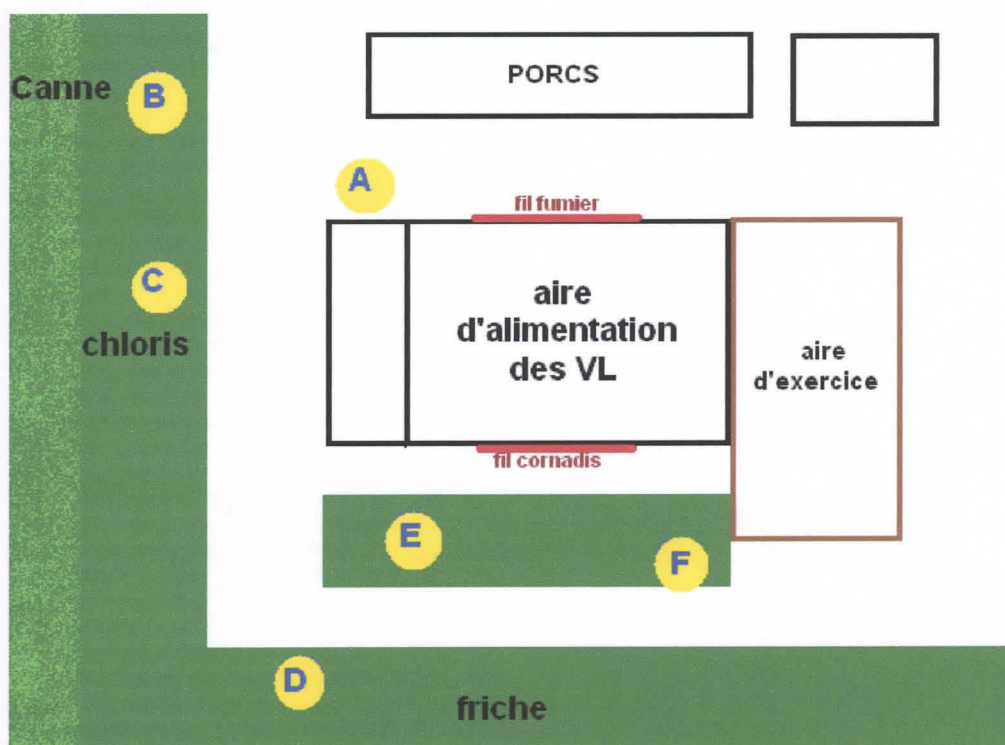 PORCS
Canne
B
A
fil fumier
C
aire
d'alimentation
des VL
chloris
aire
d'exercice
fil cornadis
E
F
D
friche